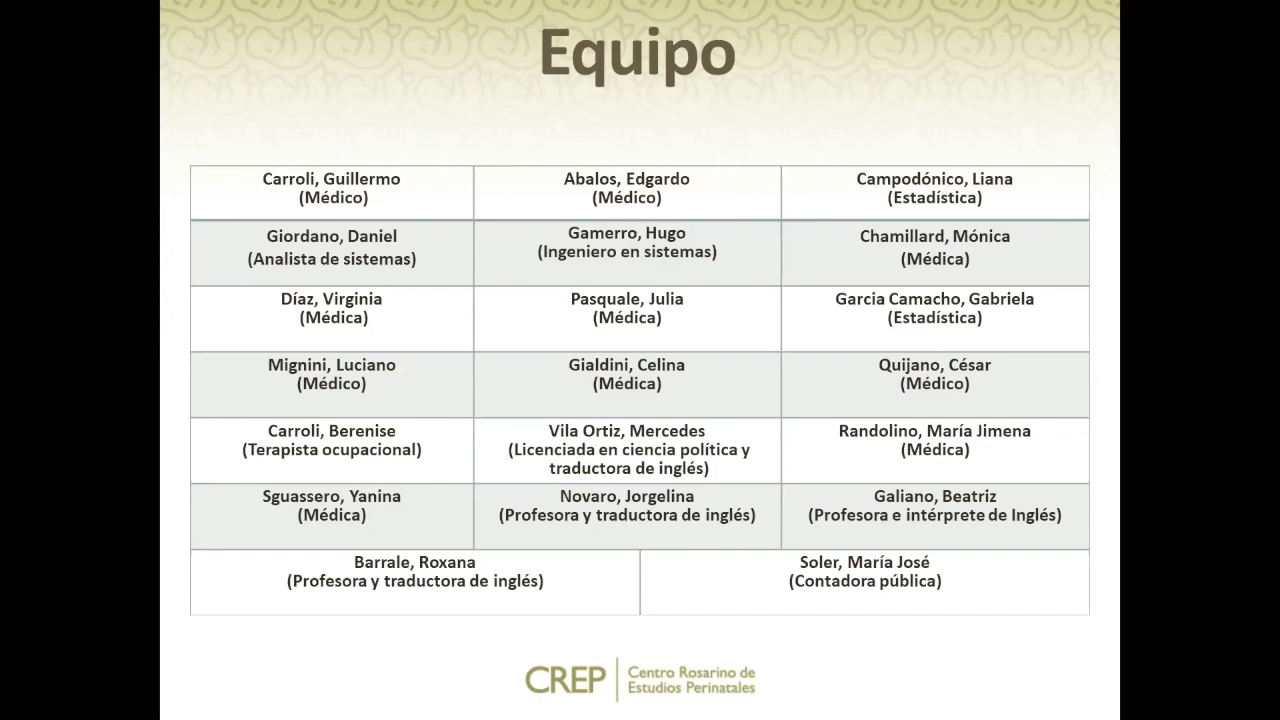 Equipo
Carroli, Guillermo
(Médico)
Abalos, Edgardo
(Médico)
Campodónico, Liana
(Estadística)
Giordano, Daniel
(Analista de sistemas)
Gamerro, Hugo
(Ingeniero en sistemas)
Chamillard, Mónica
(Médica)
Díaz, Virginia
(Médica)
Pasquale, Julia
(Médica)
Garcia Camacho, Gabriela
(Estadística)
Mignini, Luciano
(Médico)
Gialdini, Celina
(Médica)
Quijano, César
(Médico)
Carroli, Berenise
(Terapista ocupacional)
Vila Ortiz, Mercedes
(Licenciada en ciencia política y
traductora de inglés)
Randolino, María Jimena
(Médica)
Sguassero, Yanina
(Médica)
Novaro, Jorgelina
(Profesora y traductora de inglés)
Galiano, Beatriz
(Profesora e intérprete de Inglés)
Barrale, Roxana
(Profesora y traductora de inglés)
Soler, María José
(Contadora pública)
CREP
Centro Rosarino de
Estudios Perinatales